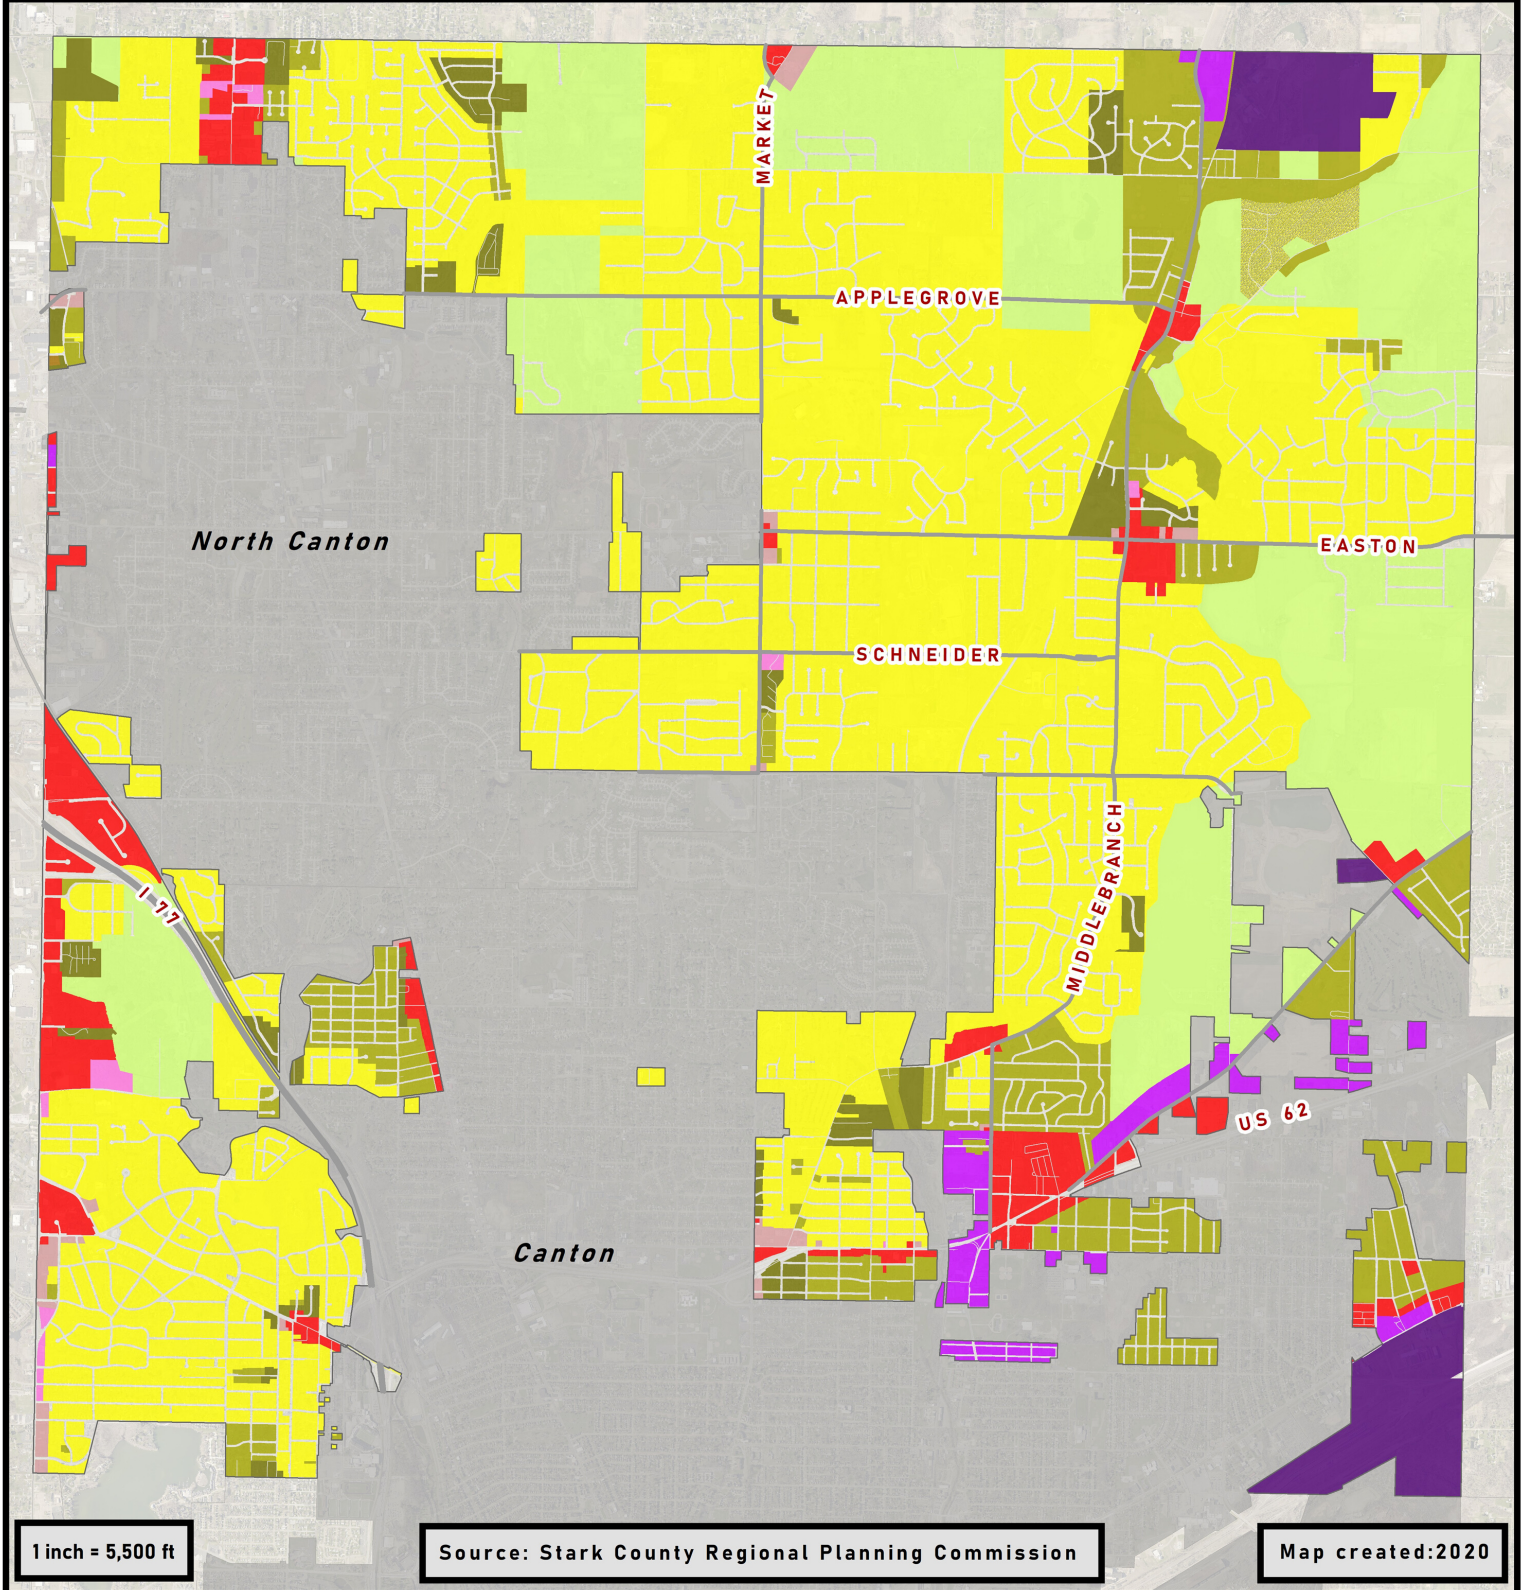 MARKET
APPLEGROVE
North Canton
EASTON
SCHNEIDER
MIDDLEBRANCH
I 77
US 62
Canton
1 inch = 5,500 ft
Source: Stark County Regional Planning Commission
Map created:2020